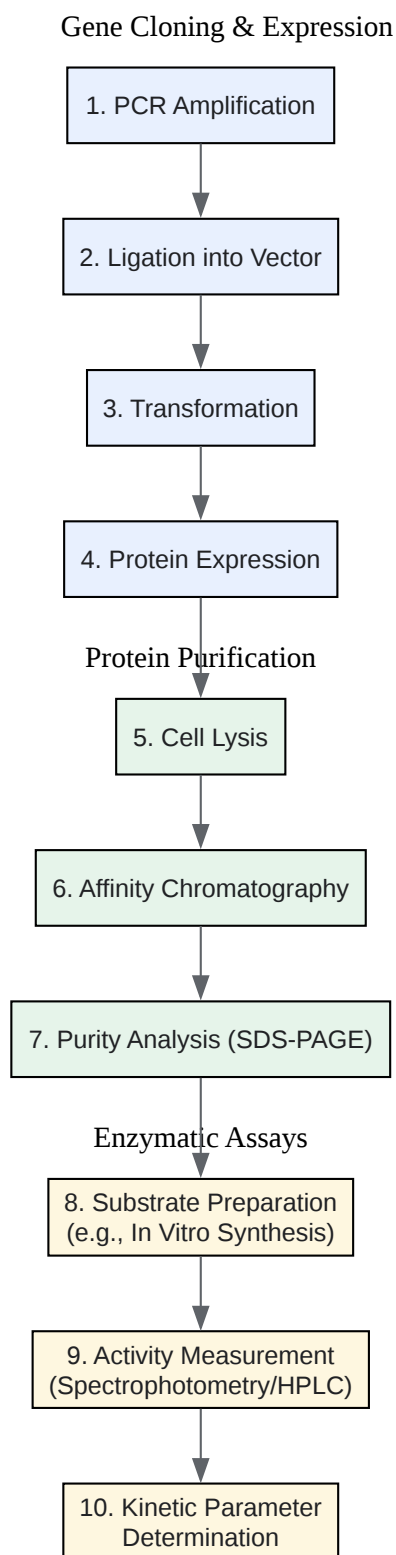 Gene Cloning & Expression
1. PCR Amplification
2. Ligation into Vector
3. Transformation
4. Protein Expression
Protein Purification
5. Cell Lysis
6. Affinity Chromatography
7. Purity Analysis (SDS-PAGE)
Enzymatic Assays
8. Substrate Preparation
(e.g., In Vitro Synthesis)
9. Activity Measurement
(Spectrophotometry/HPLC)
10. Kinetic Parameter
Determination